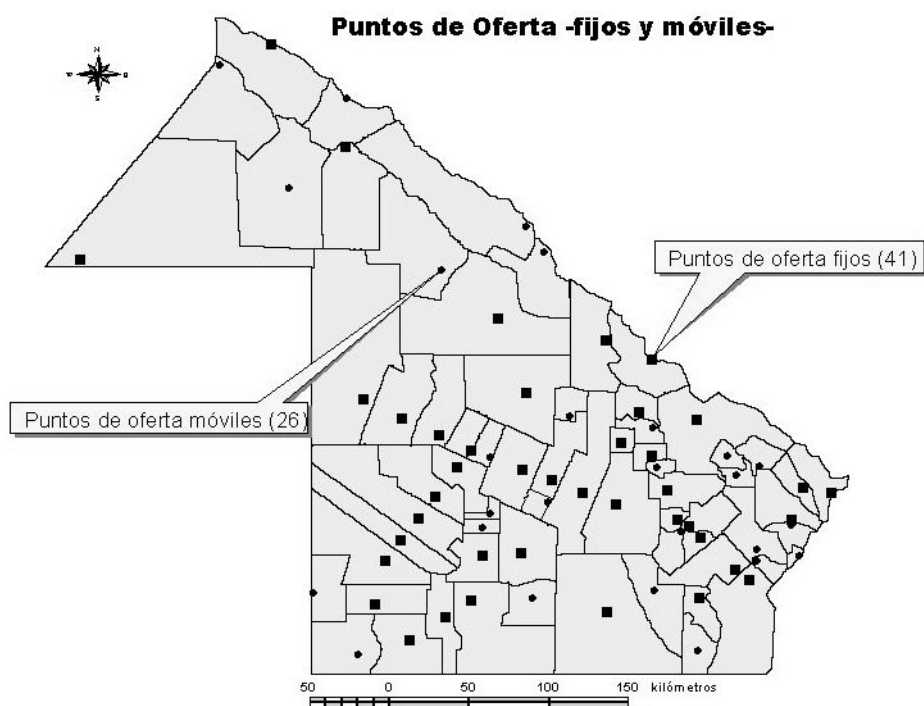 Puntos de Oferta -fijos y móviles-
N
S
Puntos de oferta fijos (41)
Puntos de oferta móviles (26)
50 0 50 100 150 kilómetros